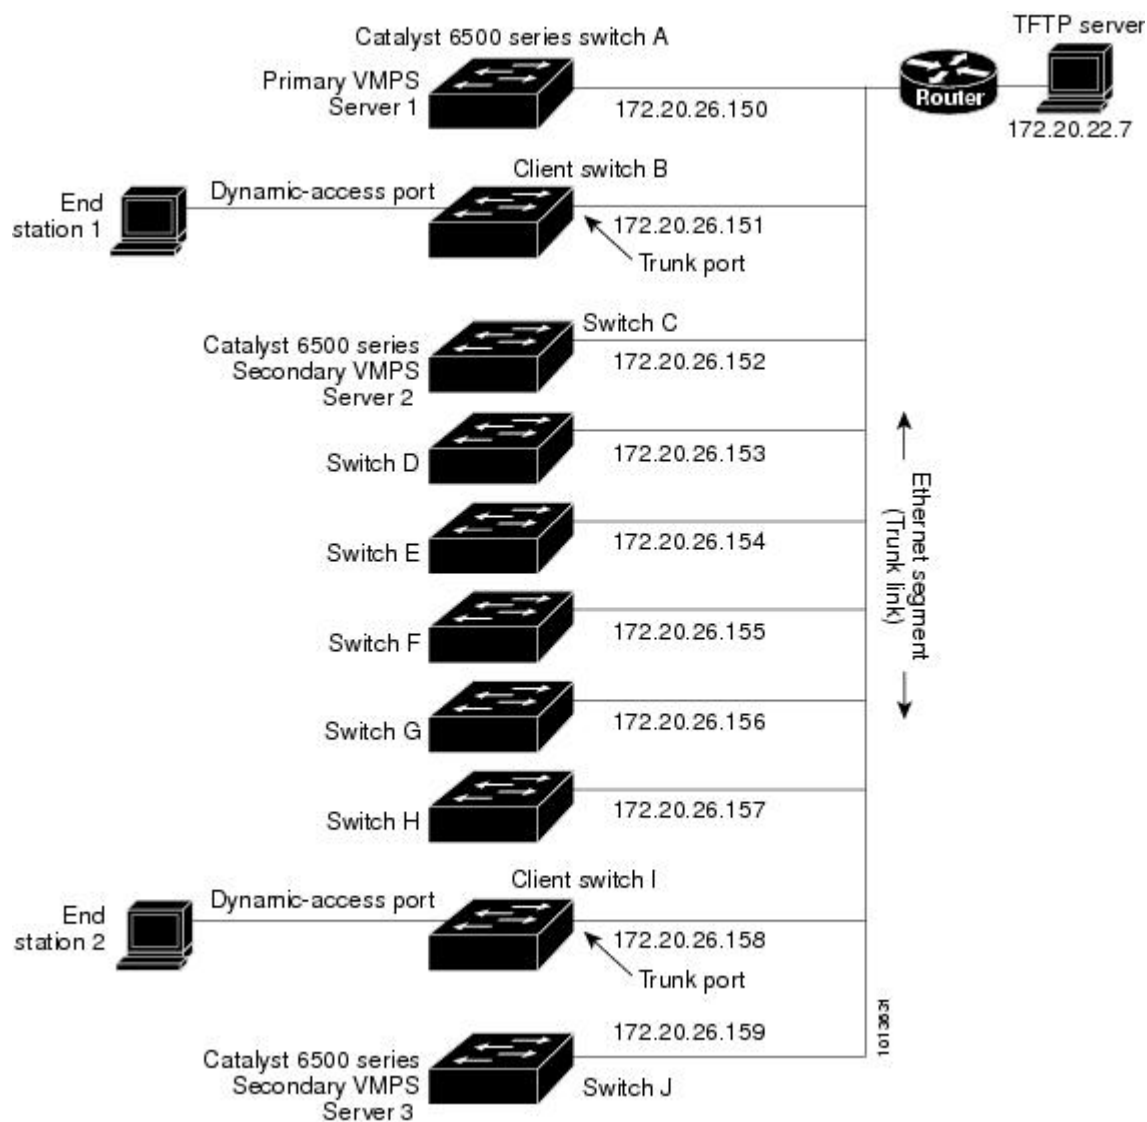 TFTP server
Catalyst 6500 series switch A
Primary VMPS
Server 1
172.20.26.150
Router
172.20.22.7
Client switch B
Dynamic-access port
End
station 1
172.20.26.151
Trunk port
Switch C
Catalyst 6500 series
Secondary VMPS
Server 2
172.20.26.152
Switch D
172.20.26.153
Switch E
172.20.26.154
Ethernet segment
(Trunk link)
Switch F
172.20.26.155
Switch G
172.20.26.156
Switch H
172.20.26.157
Client switch I
Dynamic-access port
End
station 2
172.20.26.158
Trunk port
172.20.26.159
Catalyst 6500 series
Secondary VMPS
Server 3
Switch J